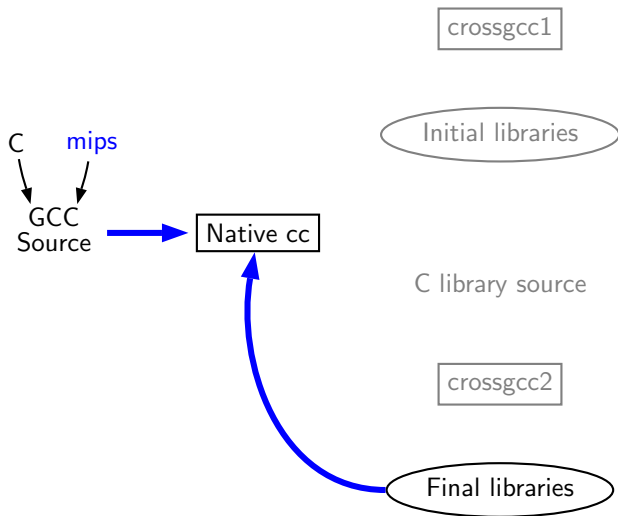 crossgcc1
Initial libraries
C
mips
GCC
Source
Native cc
C library source
crossgcc2
Final libraries